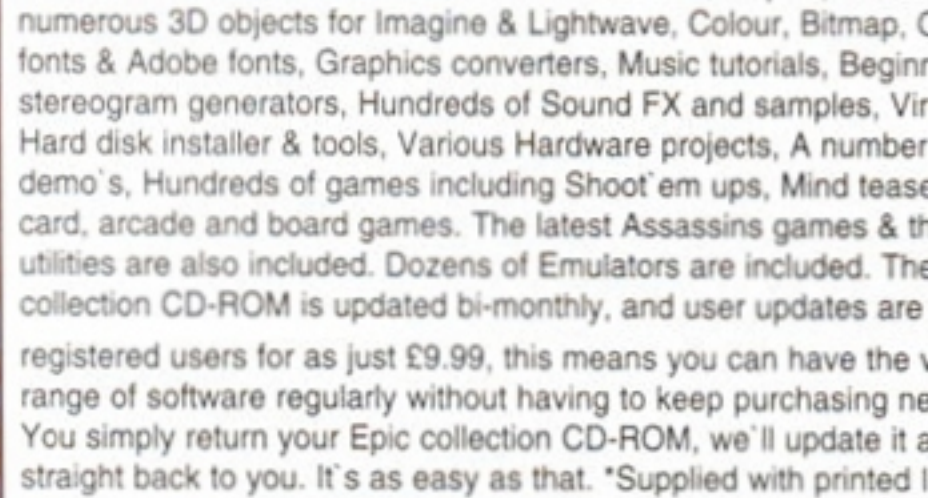 numerous 3D objects for Imagine & Lightwave, Colour, Bitmap,
fonts & Adobe fonts, Graphics converters, Music tutorials, Beginn
stereogram generators, Hundreds of Sound FX and samples, Vir
Hard disk installer & tools, Various Hardware projects, A number
demo`s, Hundreds of games including Shoot`em ups, Mind tease
card, arcade and board games. The latest Assassins games & th
utilities are also included. Dozens of Emulators are included. The
collection CD-ROM is updated bi-monthly, and user updates are
registered users for as just £9.99, this means you can have the v
range of software regularly without having to keep purchasing ne
You simply return your Epic collection CD-ROM, we`ll update it a
straight back to you. It`s as easy as that. *Supplied with printed l